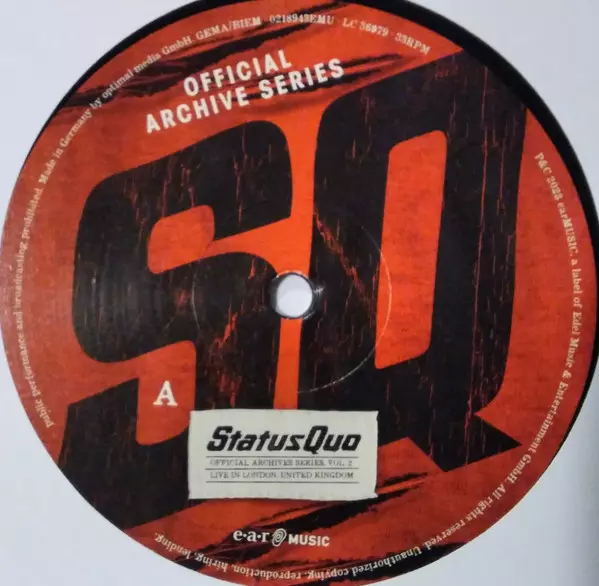 Made in Germany by optimal media GmbH. GEMA/BIEM 0218943EMU LC 36979 33RPM
OFFICIAL
ARCHIVE SERIES
SQ
A
StatusQuo
OFFICIAL ARCHIVES SERIES, VOL. 2
LIVE IN LONDON, UNITED KINGDOM
e·a·r MUSIC
P&C 2023 earMUSIC, a label of Edel Music & Entertainment GmbH. All rights reserved. Unauthorized copying, reproduction, hiring, lending,
public performance and broadcasting prohibited.